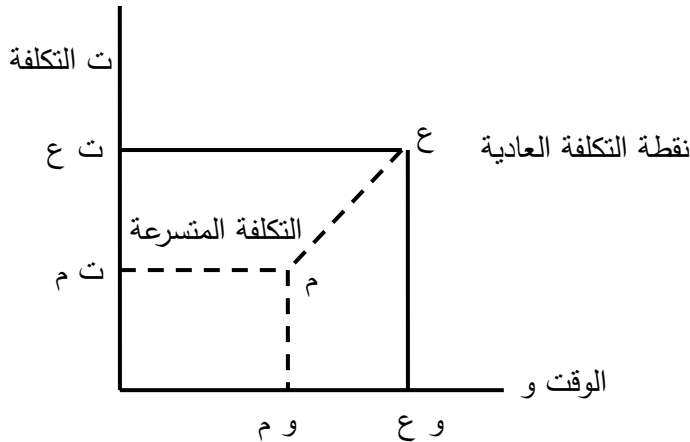 ت التكلفة
ع
نقطة التكلفة العادية
ت ع
التكلفة المتسرعة
ت م
م
الوقت و
و م
و ع